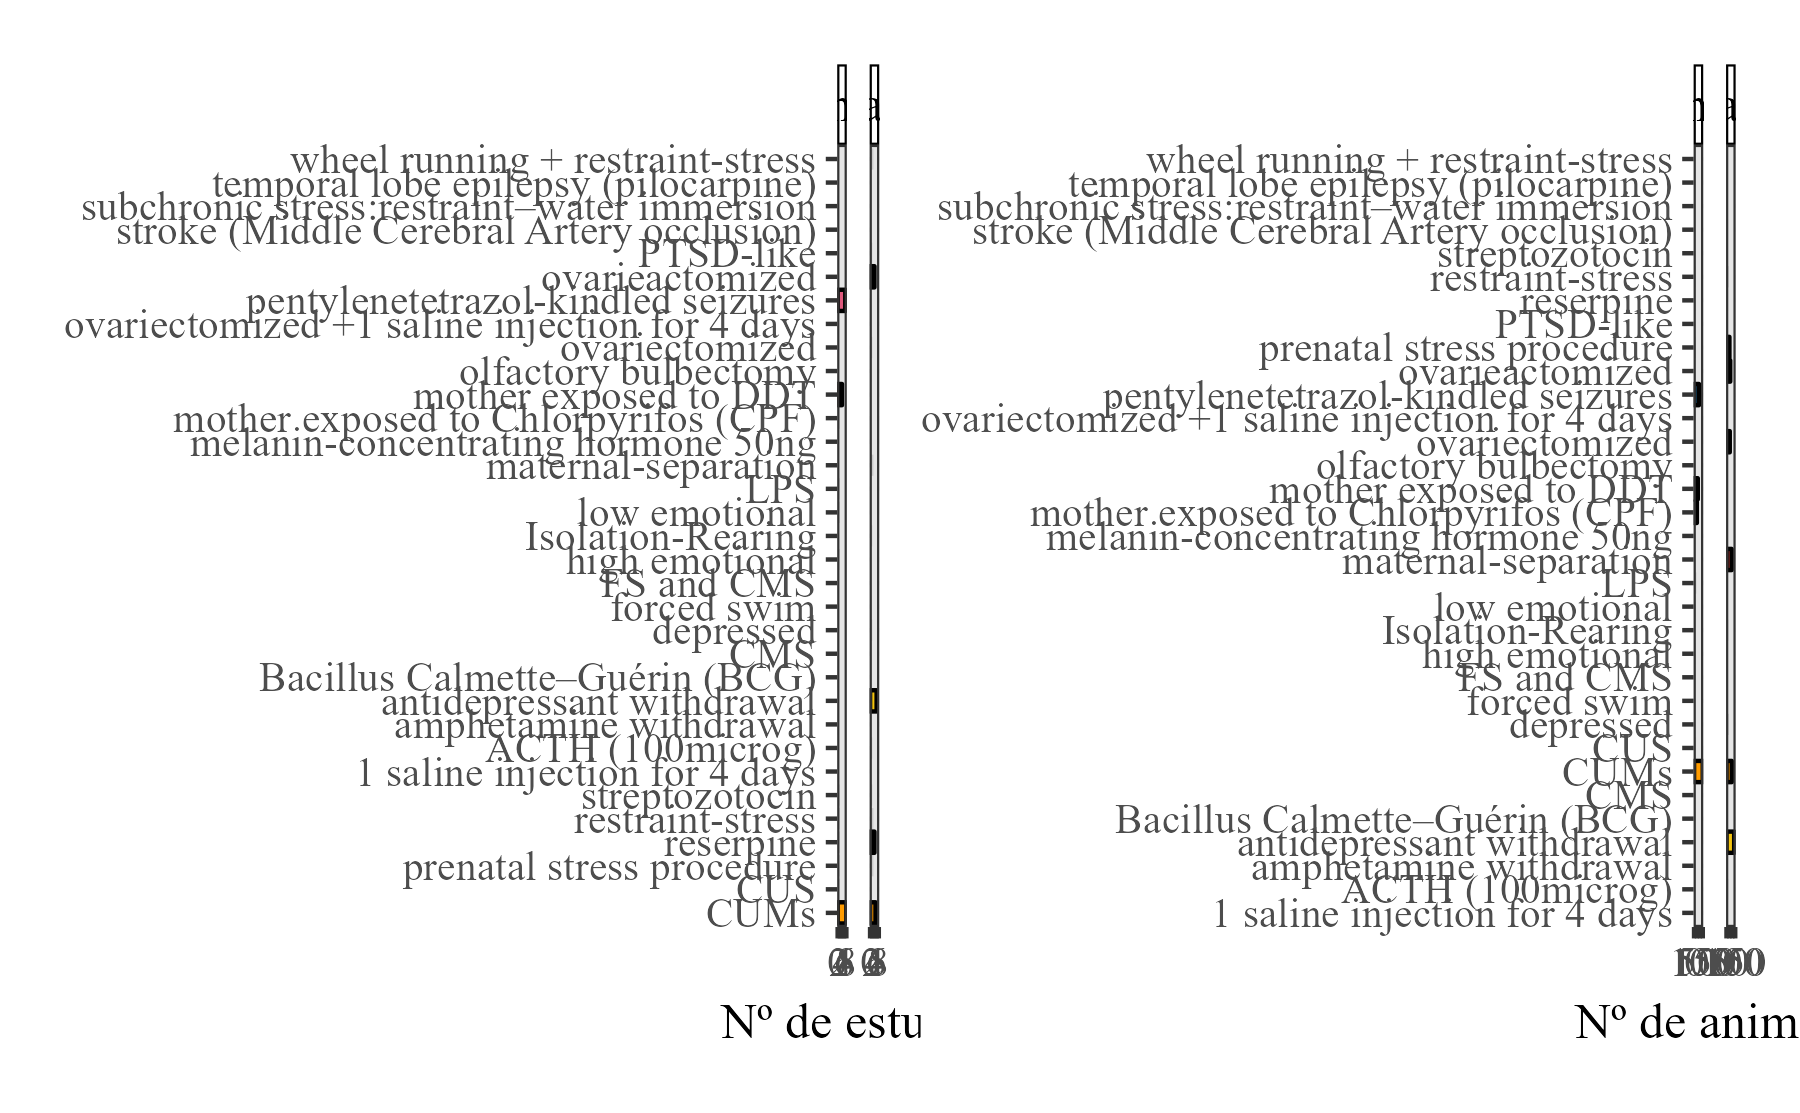 wheel running + restraint-stress
temporal lobe epilepsy (pilocarpine)
subchronic stress:restraint–water immersion
stroke (Middle Cerebral Artery occlusion)
PTSD-like
ovarieactomized
pentylenetetrazol-kindled seizures
ovariectomized +1 saline injection for 4 days
ovariectomized
olfactory bulbectomy
mother exposed to DDT
mother.exposed to Chlorpyrifos (CPF)
melanin-concentrating hormone 50ng
maternal-separation
LPS
low emotional
Isolation-Rearing
high emotional
FS and CMS
forced swim
depressed
CMS
Bacillus Calmette–Guérin (BCG)
antidepressant withdrawal
amphetamine withdrawal
ACTH (100microg)
1 saline injection for 4 days
streptozotocin
restraint-stress
reserpine
prenatal stress procedure
CUS
CUMs
Nº de estu
wheel running + restraint-stress
temporal lobe epilepsy (pilocarpine)
subchronic stress:restraint–water immersion
stroke (Middle Cerebral Artery occlusion)
streptozotocin
restraint-stress
reserpine
PTSD-like
prenatal stress procedure
ovarieactomized
pentylenetetrazol-kindled seizures
ovariectomized +1 saline injection for 4 days
ovariectomized
olfactory bulbectomy
mother exposed to DDT
mother.exposed to Chlorpyrifos (CPF)
melanin-concentrating hormone 50ng
maternal-separation
LPS
low emotional
Isolation-Rearing
high emotional
FS and CMS
forced swim
depressed
CUS
CUMs
CMS
Bacillus Calmette–Guérin (BCG)
antidepressant withdrawal
amphetamine withdrawal
ACTH (100microg)
1 saline injection for 4 days
Nº de anim